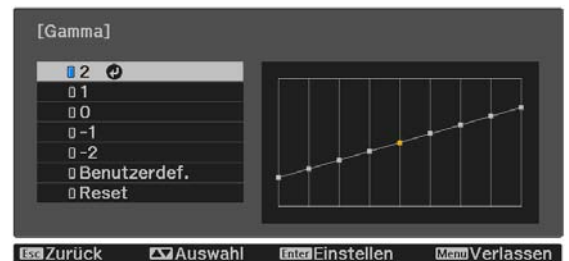 [Gamma]
2
1
0
-1
-2
Benutzerdef.
Reset
Esc Zurück Auswahl Enter Einstellen Menu Verlassen